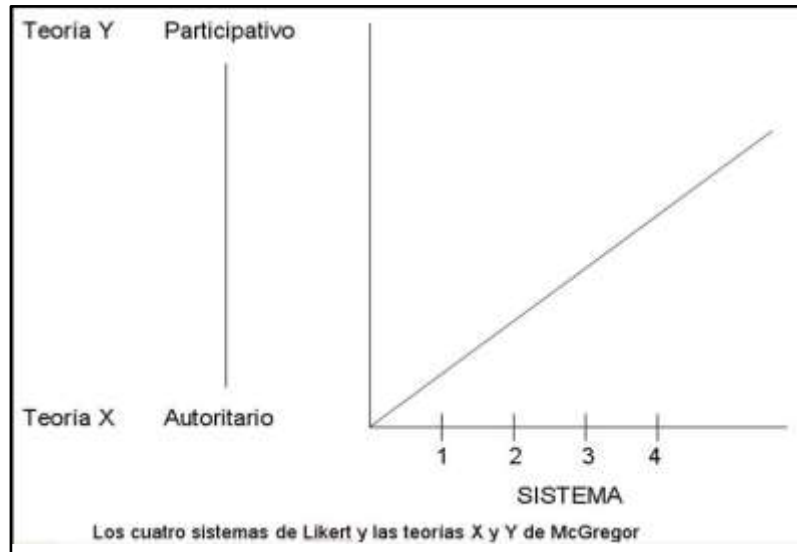 Teoría Y Participativo
Teoría X Autoritario
1 2 3 4
SISTEMA
Los cuatro sistemas de Likert y las teorías X y Y de McGregor